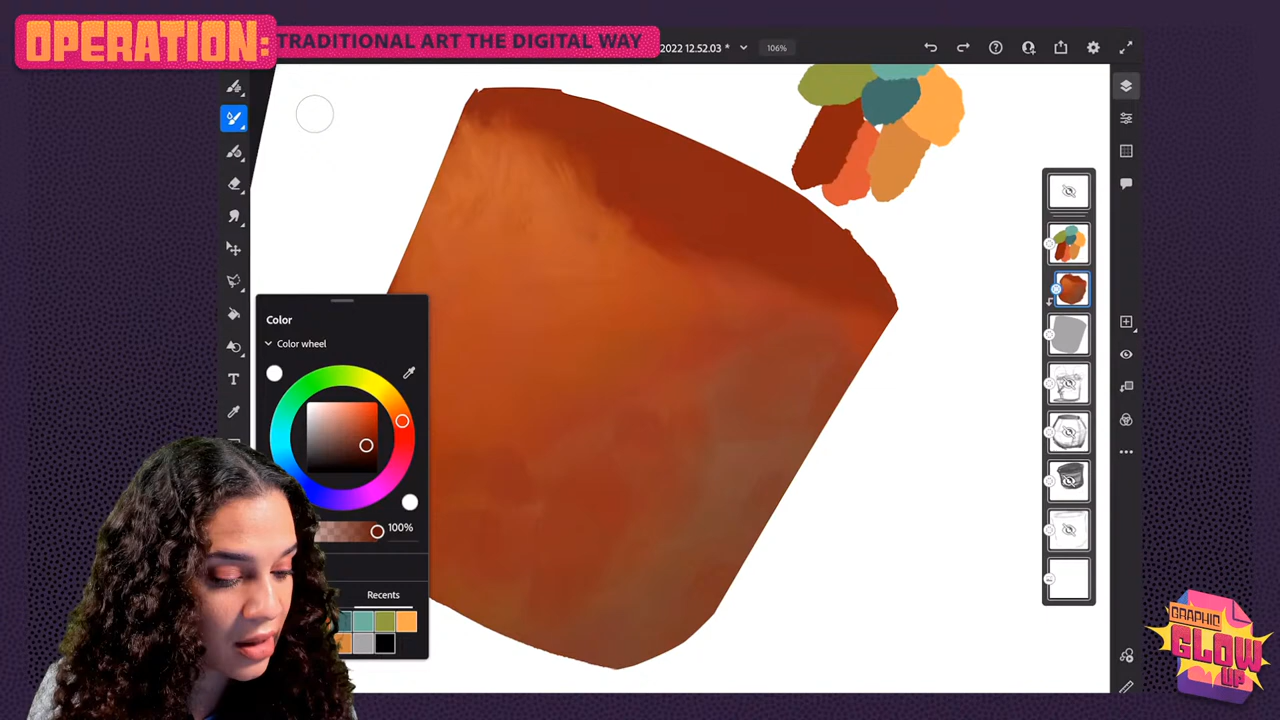 OPERATION:
TRADITIONAL ART THE DIGITAL WAY
2022 12.52.03 *
106%
T
Color
Color wheel
100%
Recents
GRAPHIC
GLOW
UP